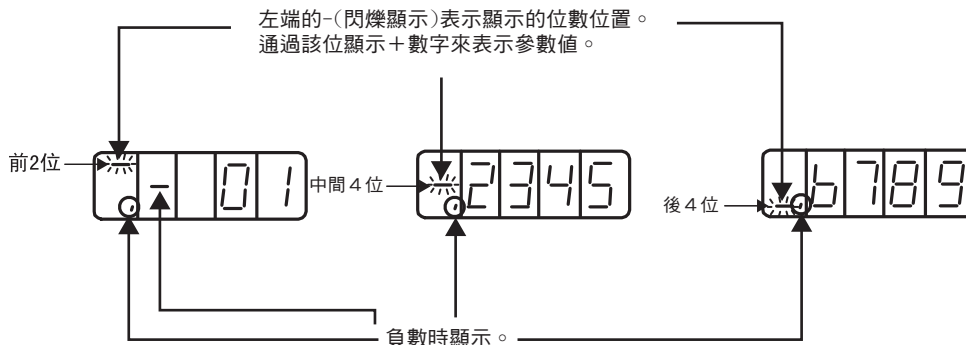 左端的-(閃爍顯示)表示顯示的位數位置。
通過該位顯示＋數字來表示參數值。
前2位
- 01
中間４位
2345
後４位
6789
負數時顯示。